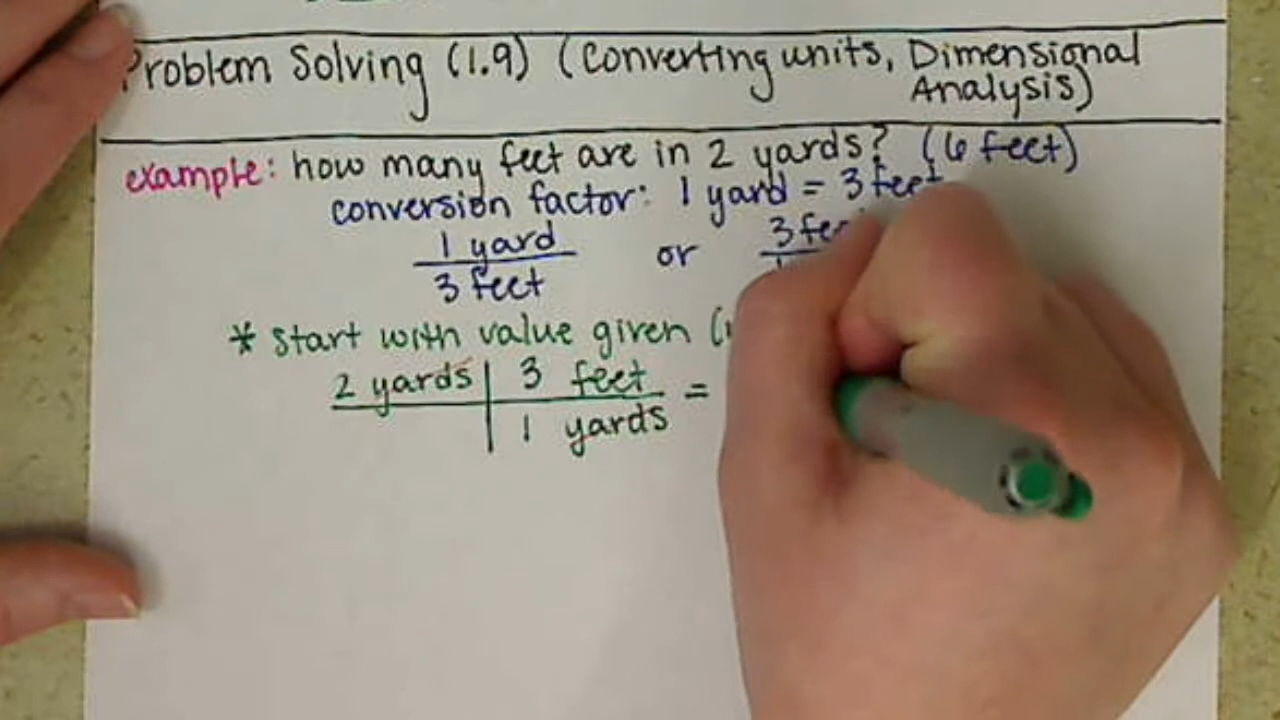 Problem Solving (1.9) (Converting units, Dimensional
Analysis)
example: how many feet are in 2 yards? (6 feet)
conversion factor: 1 yard = 3 feet
1 yard or
3 feet
* start with value given
2 yards | 3 feet =
1 yards